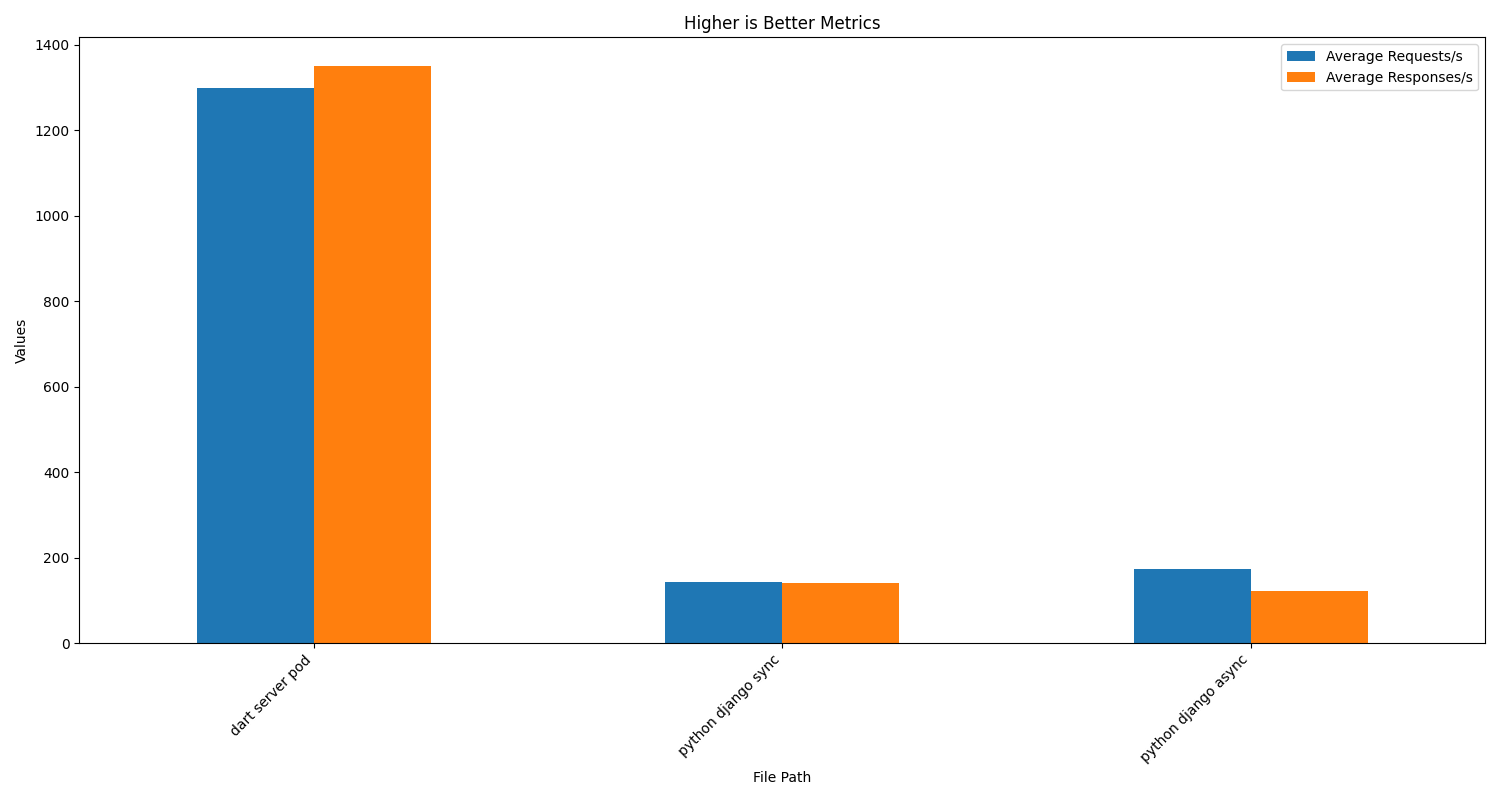 Higher is Better Metrics
Average Requests/s
Average Responses/s
Values
1400
1200
1000
800
600
400
200
0
dart server pod
python django sync
python django async
File Path